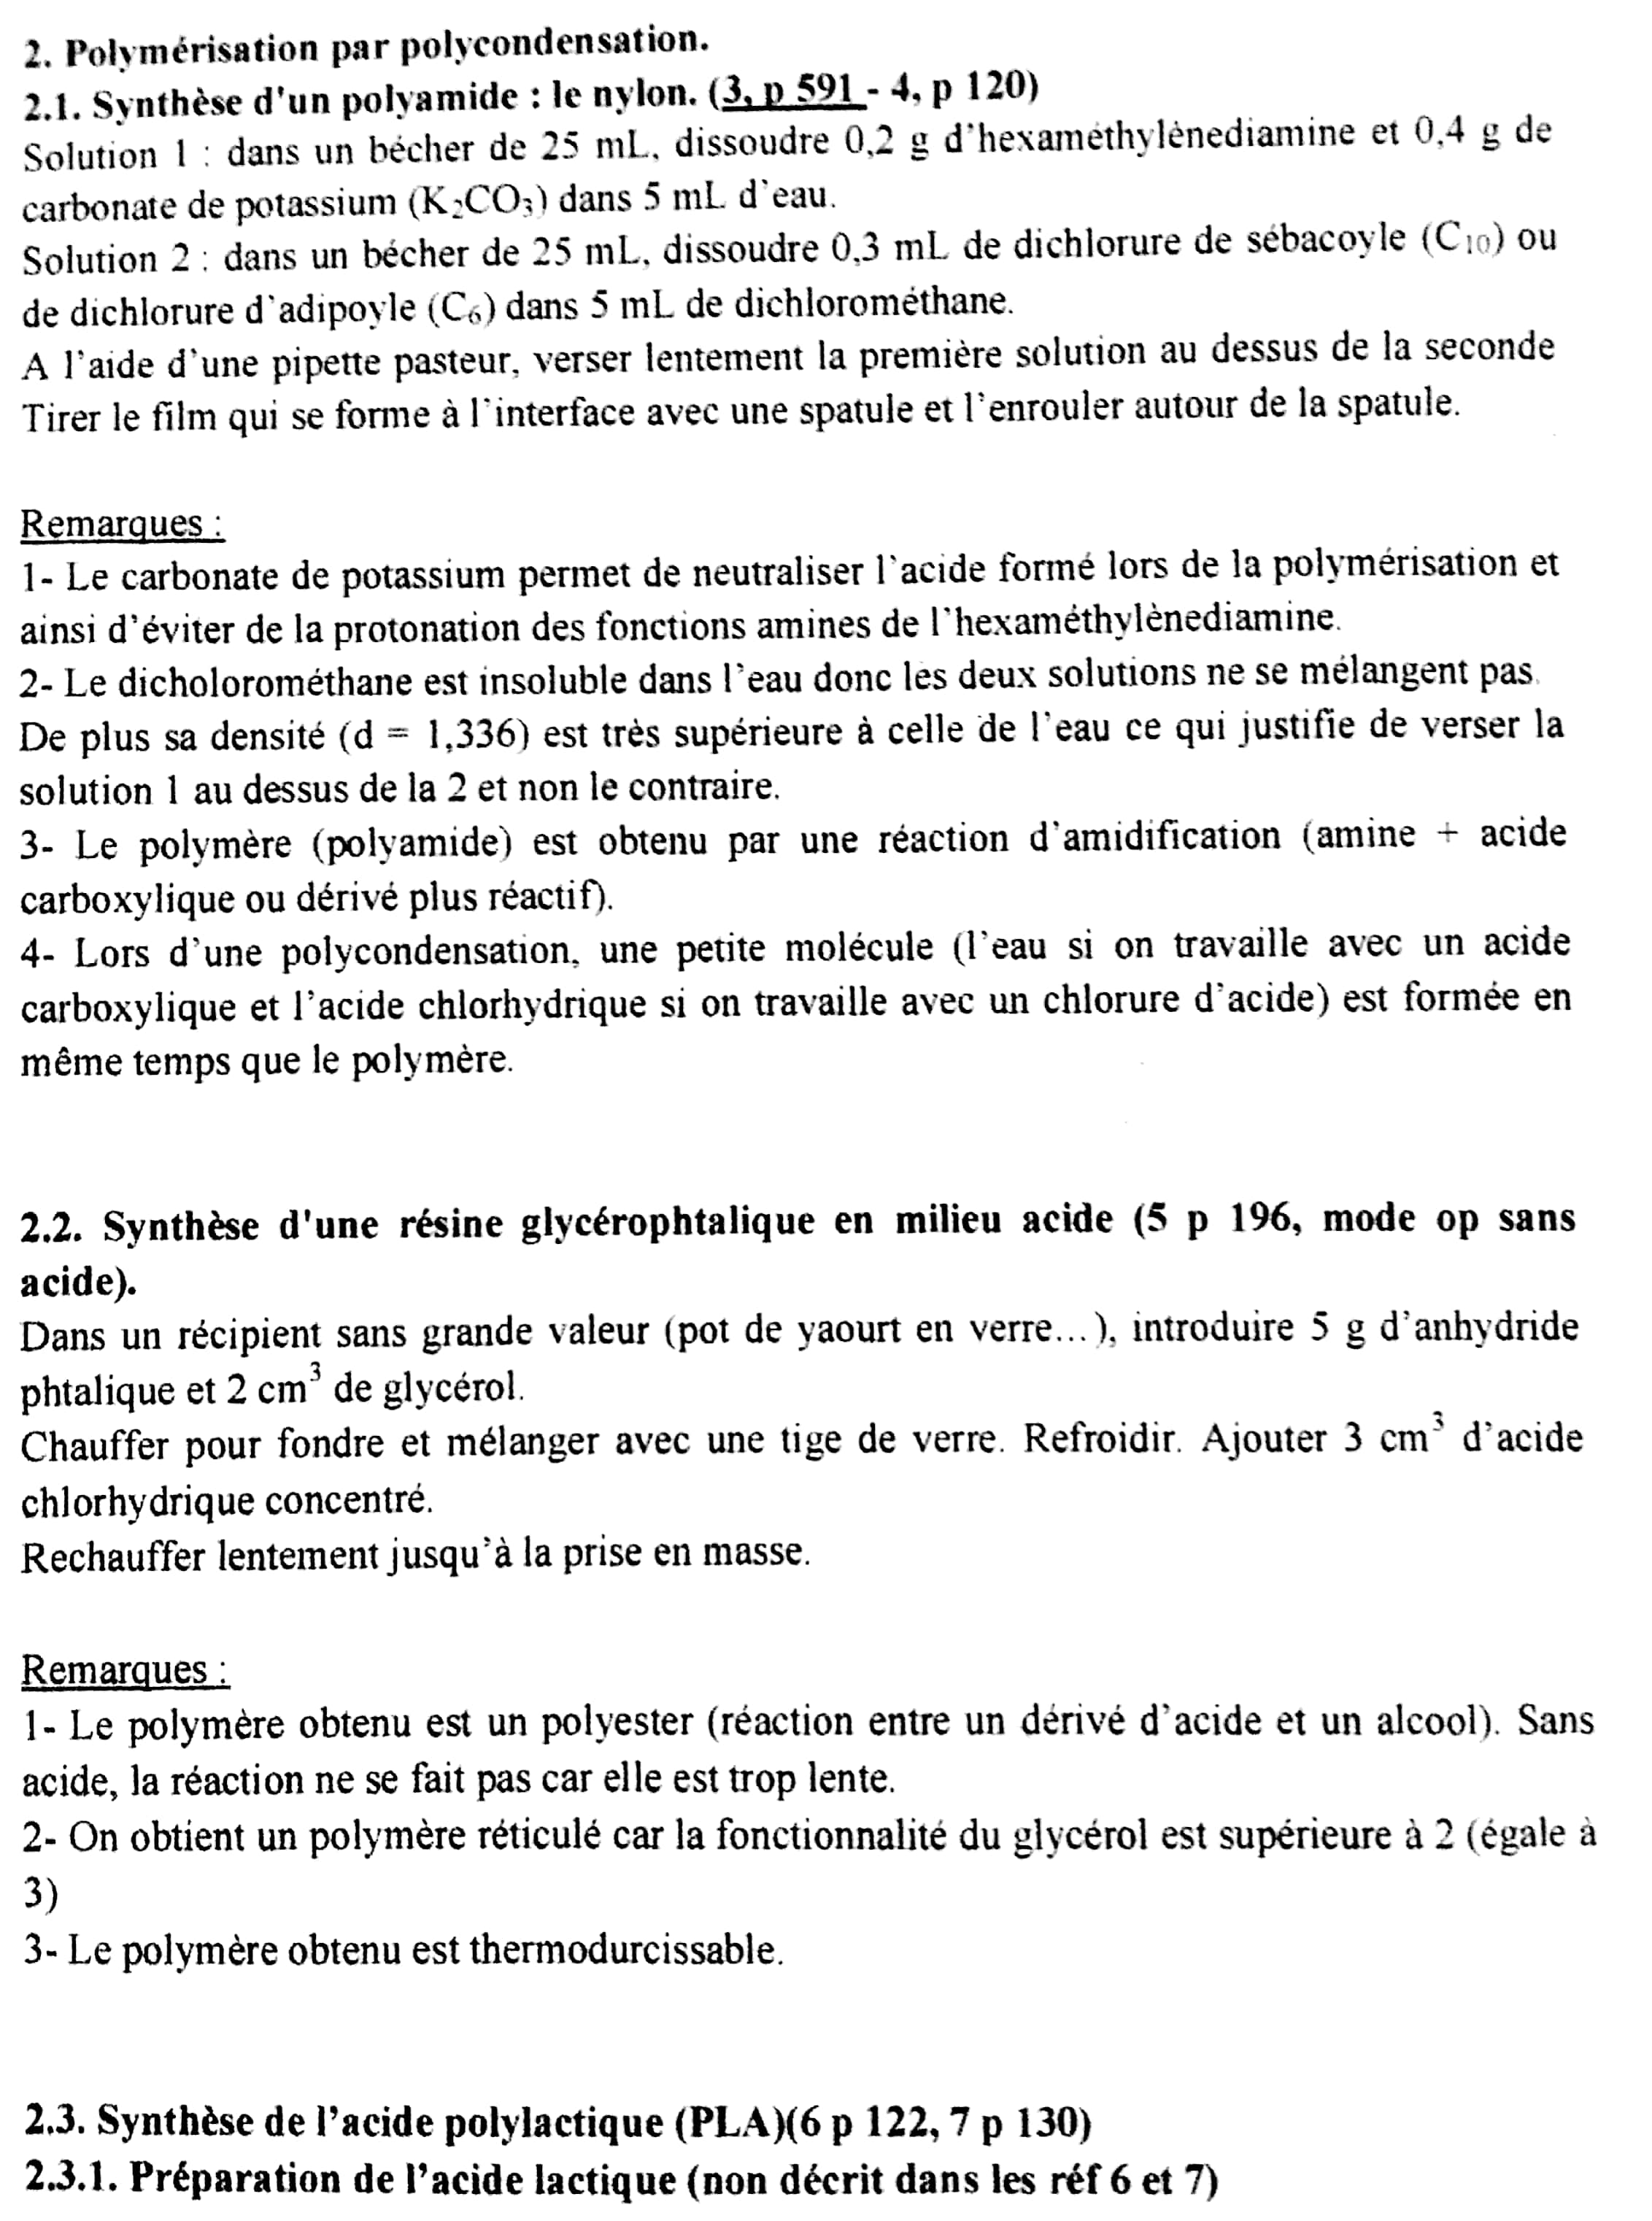 2. Polymérisation par polycondensation.
2.1. Synthèse d'un polyamide : le nylon. (3, p 591 - 4, p 120)
Solution 1 : dans un bécher de 25 mL, dissoudre 0,2 g d'hexaméthylènediamine et 0,4 g de
carbonate de potassium (K₂CO₃) dans 5 mL d'eau.
Solution 2 : dans un bécher de 25 mL, dissoudre 0,3 mL de dichlorure de sébacoyle (C₁₀) ou
de dichlorure d'adipoyle (C₆) dans 5 mL de dichlorométhane.
A l'aide d'une pipette pasteur, verser lentement la première solution au dessus de la seconde
Tirer le film qui se forme à l'interface avec une spatule et l'enrouler autour de la spatule.
Remarques :
1- Le carbonate de potassium permet de neutraliser l'acide formé lors de la polymérisation et
ainsi d'éviter de la protonation des fonctions amines de l'hexaméthylènediamine.
2- Le dicholorométhane est insoluble dans l'eau donc les deux solutions ne se mélangent pas.
De plus sa densité (d = 1,336) est très supérieure à celle de l'eau ce qui justifie de verser la
solution 1 au dessus de la 2 et non le contraire.
3- Le polymère (polyamide) est obtenu par une réaction d'amidification (amine + acide
carboxylique ou dérivé plus réactif).
4- Lors d'une polycondensation, une petite molécule (l'eau si on travaille avec un acide
carboxylique et l'acide chlorhydrique si on travaille avec un chlorure d'acide) est formée en
même temps que le polymère.
2.2. Synthèse d'une résine glycérophtalique en milieu acide (5 p 196, mode op sans
acide).
Dans un récipient sans grande valeur (pot de yaourt en verre...), introduire 5 g d'anhydride
phtalique et 2 cm³ de glycérol.
Chauffer pour fondre et mélanger avec une tige de verre. Refroidir. Ajouter 3 cm³ d'acide
chlorhydrique concentré.
Rechauffer lentement jusqu'à la prise en masse.
Remarques :
1- Le polymère obtenu est un polyester (réaction entre un dérivé d'acide et un alcool). Sans
acide, la réaction ne se fait pas car elle est trop lente.
2- On obtient un polymère réticulé car la fonctionnalité du glycérol est supérieure à 2 (égale à
3)
3- Le polymère obtenu est thermodurcissable.
2.3. Synthèse de l'acide polylactique (PLA)(6 p 122, 7 p 130)
2.3.1. Préparation de l'acide lactique (non décrit dans les réf 6 et 7)